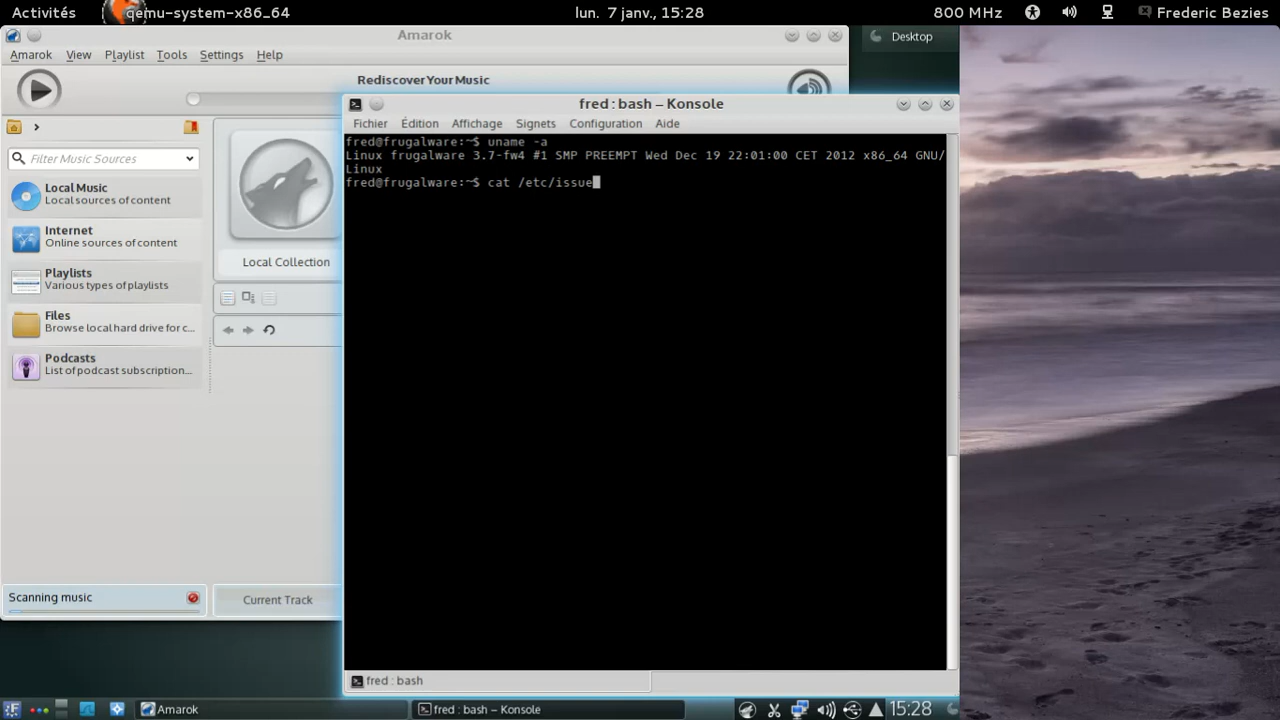 Activités qemu-system-x86_64 lun. 7 janv., 15:28 800 MHz Frederic Bezies
Amarok
Desktop
Amarok View Playlist Tools Settings Help
Rediscover Your Music
fred : bash – Konsole
Fichier Édition Affichage Signets Configuration Aide
fred@frugalware:~$ uname -a
Linux frugalware 3.7-fw4 #1 SMP PREEMPT Wed Dec 19 22:01:00 CET 2012 x86_64 GNU/
Linux
fred@frugalware:~$ cat /etc/issue
Filter Music Sources
Local Music
Local sources of content
Internet
Online sources of content
Playlists
Various types of playlists
Files
Browse local hard drive for c...
Podcasts
List of podcast subscription...
Local Collection
Scanning music
Current Track
fred : bash
Amarok
fred : bash – Konsole
15:28